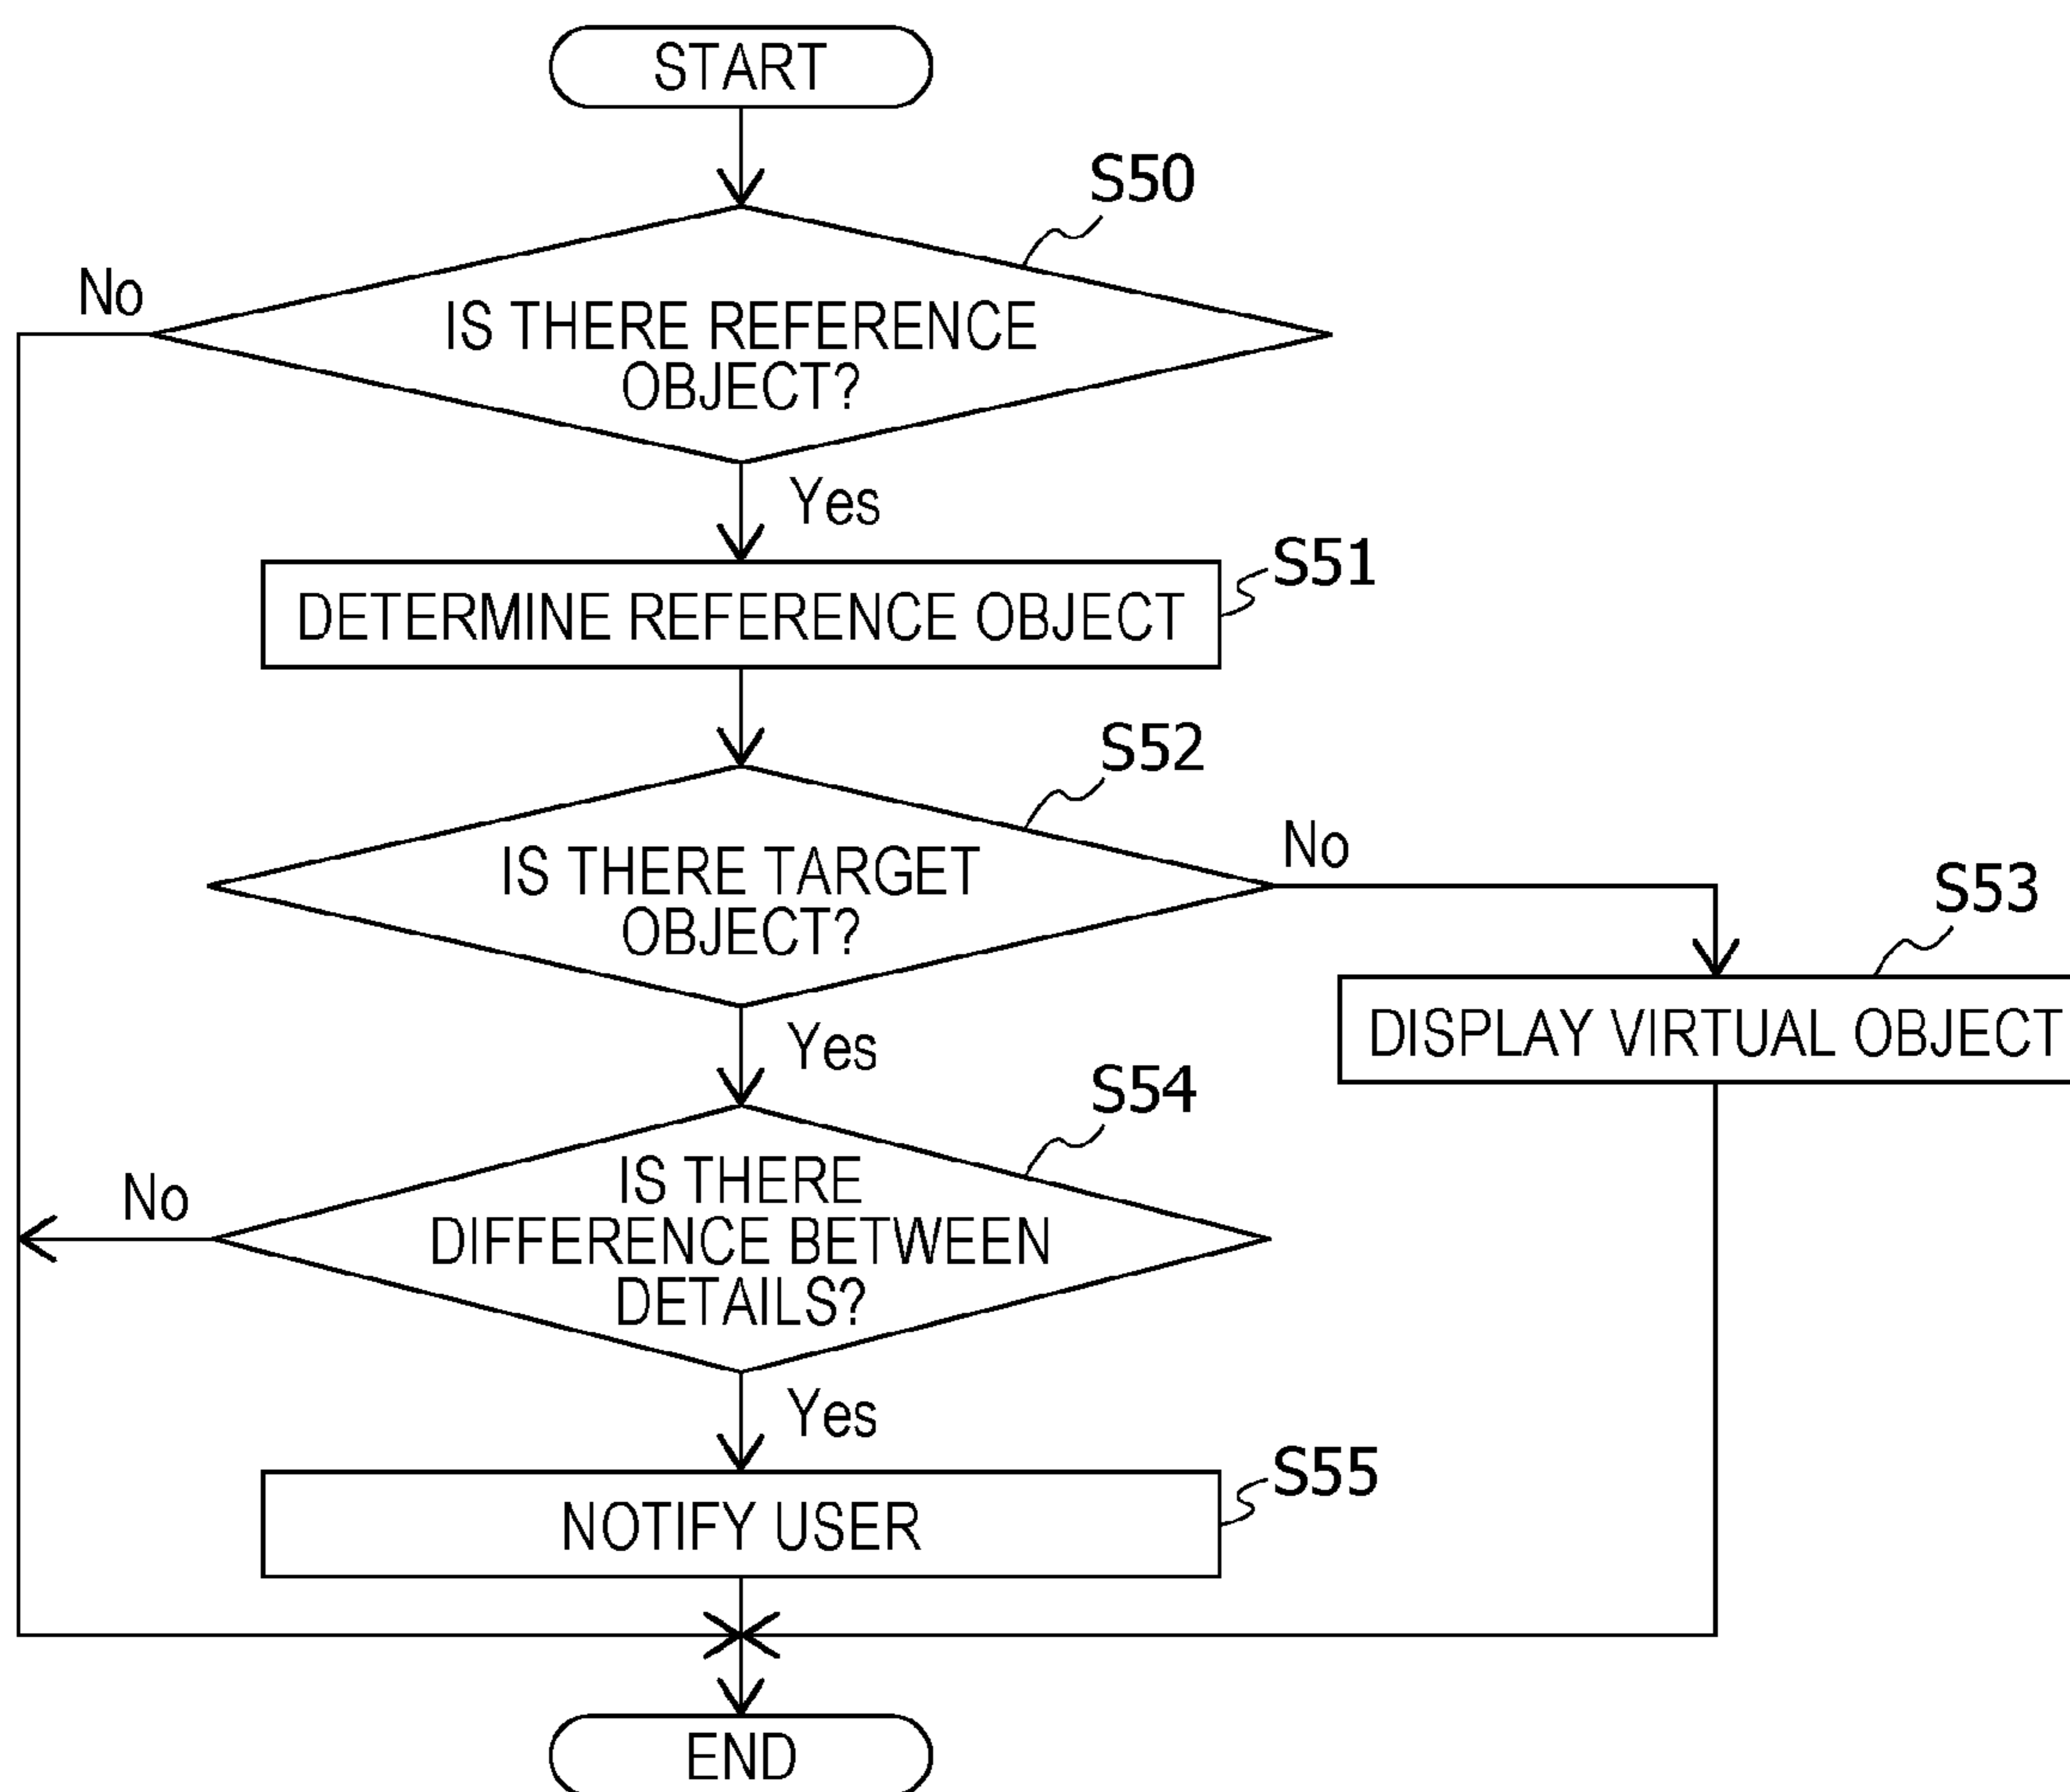 START
S50
No
IS THERE REFERENCE
OBJECT?
Yes
S51
DETERMINE REFERENCE OBJECT
S52
IS THERE TARGET
OBJECT?
No
S53
DISPLAY VIRTUAL OBJECT
Yes
S54
IS THERE
DIFFERENCE BETWEEN
DETAILS?
No
Yes
S55
NOTIFY USER
END